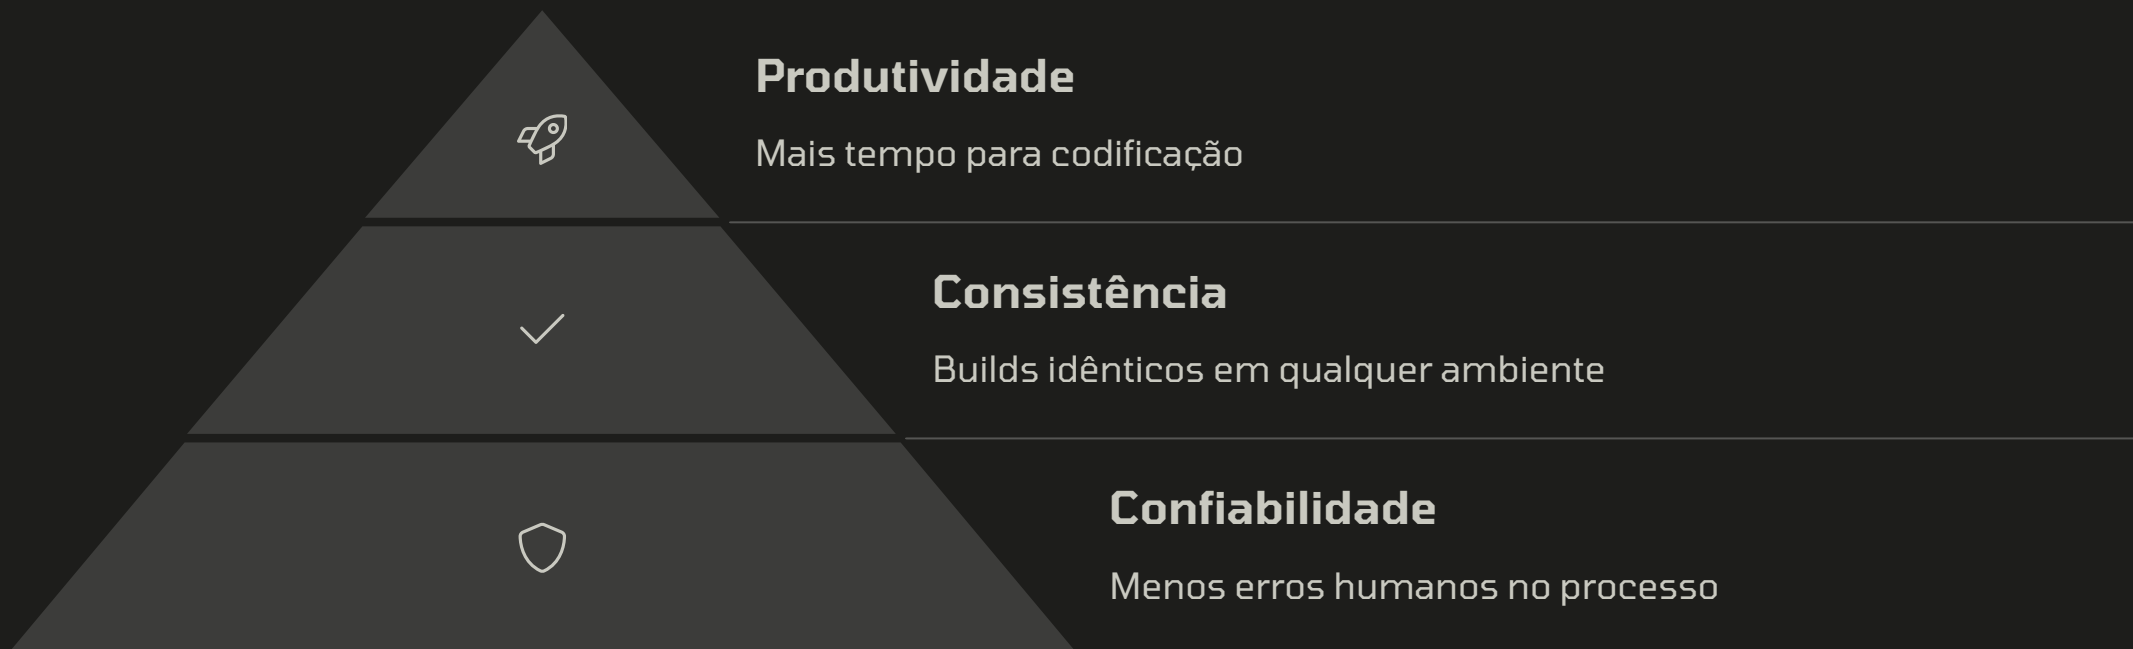 Produtividade
Mais tempo para codificação
Consistência
Builds idênticos em qualquer ambiente
Confiabilidade
Menos erros humanos no processo